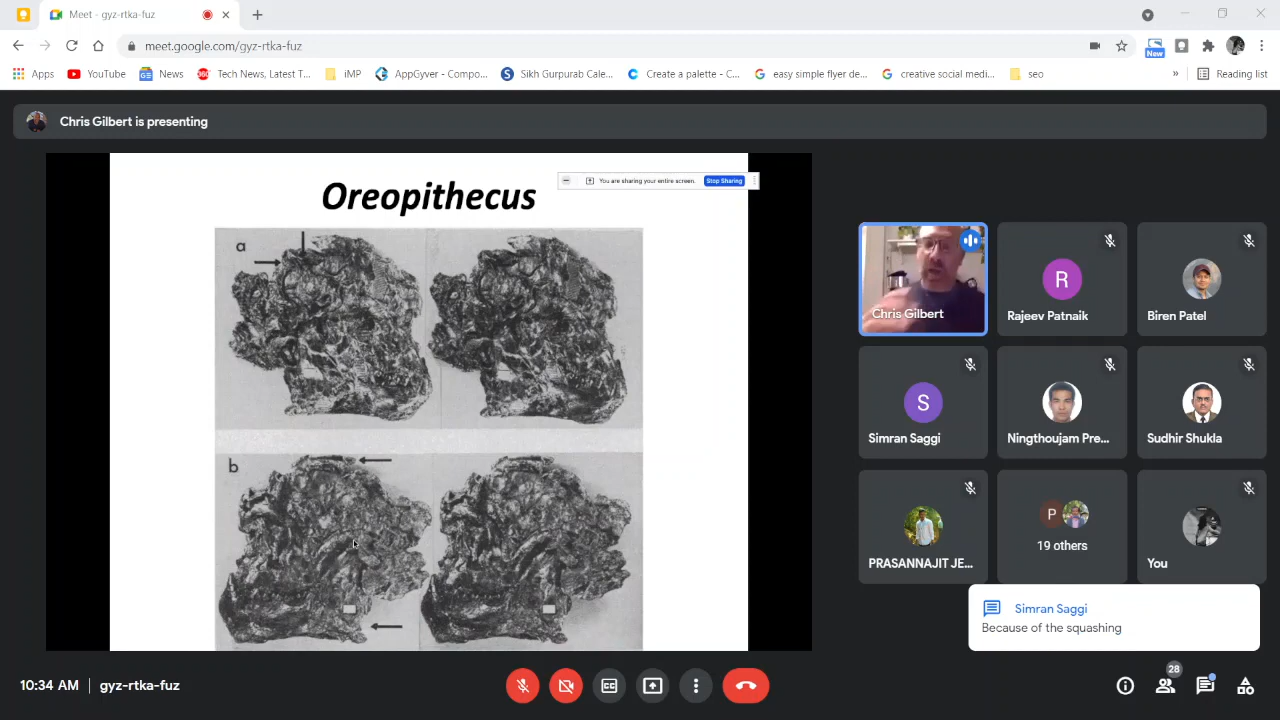 Meet - gyz-rtka-fuz
meet.google.com/gyz-rtka-fuz
New
Apps
YouTube
News
360
Tech News, Latest T...
iMP
AppGyver - Compo...
S
Sikh Gurpurab Cale...
C
Create a palette - C...
G
easy simple flyer de...
G
creative social medi...
seo
»
Reading list
Chris Gilbert is presenting
Oreopithecus
You are sharing your entire screen.
Stop Sharing
a
b
Chris Gilbert
R
Rajeev Patnaik
Biren Patel
S
Simran Saggi
Ningthoujam Pre...
Sudhir Shukla
PRASANNAJIT JE...
P
19 others
You
Simran Saggi
Because of the squashing
10:34 AM | gyz-rtka-fuz
CC
28